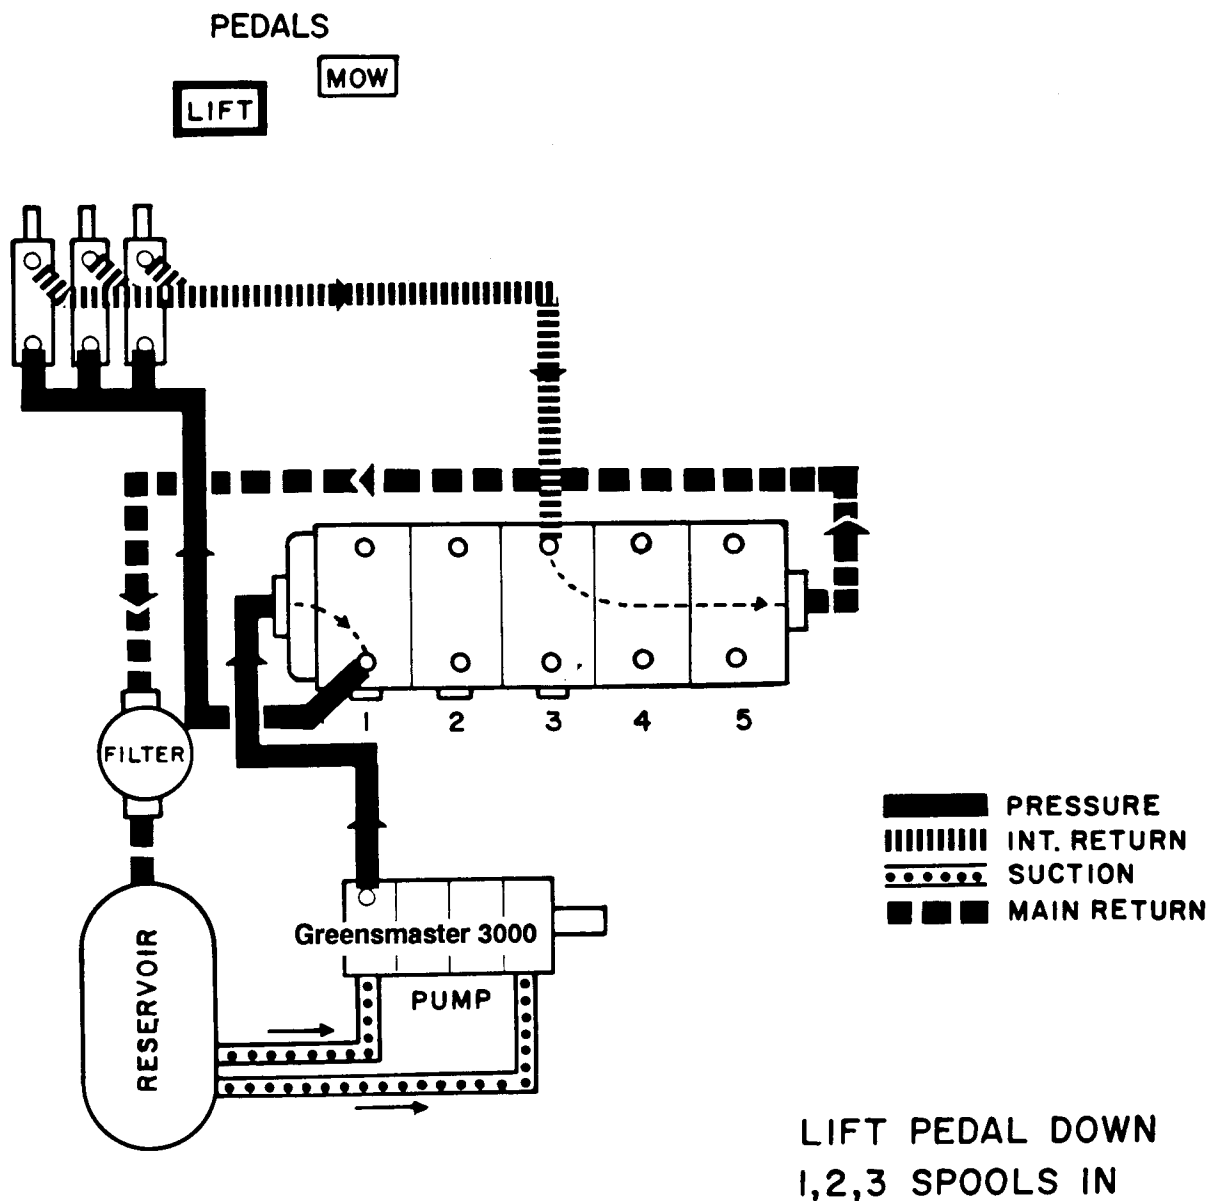 PEDALS
MOW
LIFT
1 2 3 4 5
FILTER
PRESSURE
INT. RETURN
SUCTION
MAIN RETURN
RESERVOIR
Greensmaster 3000
PUMP
LIFT PEDAL DOWN
1,2,3 SPOOLS IN